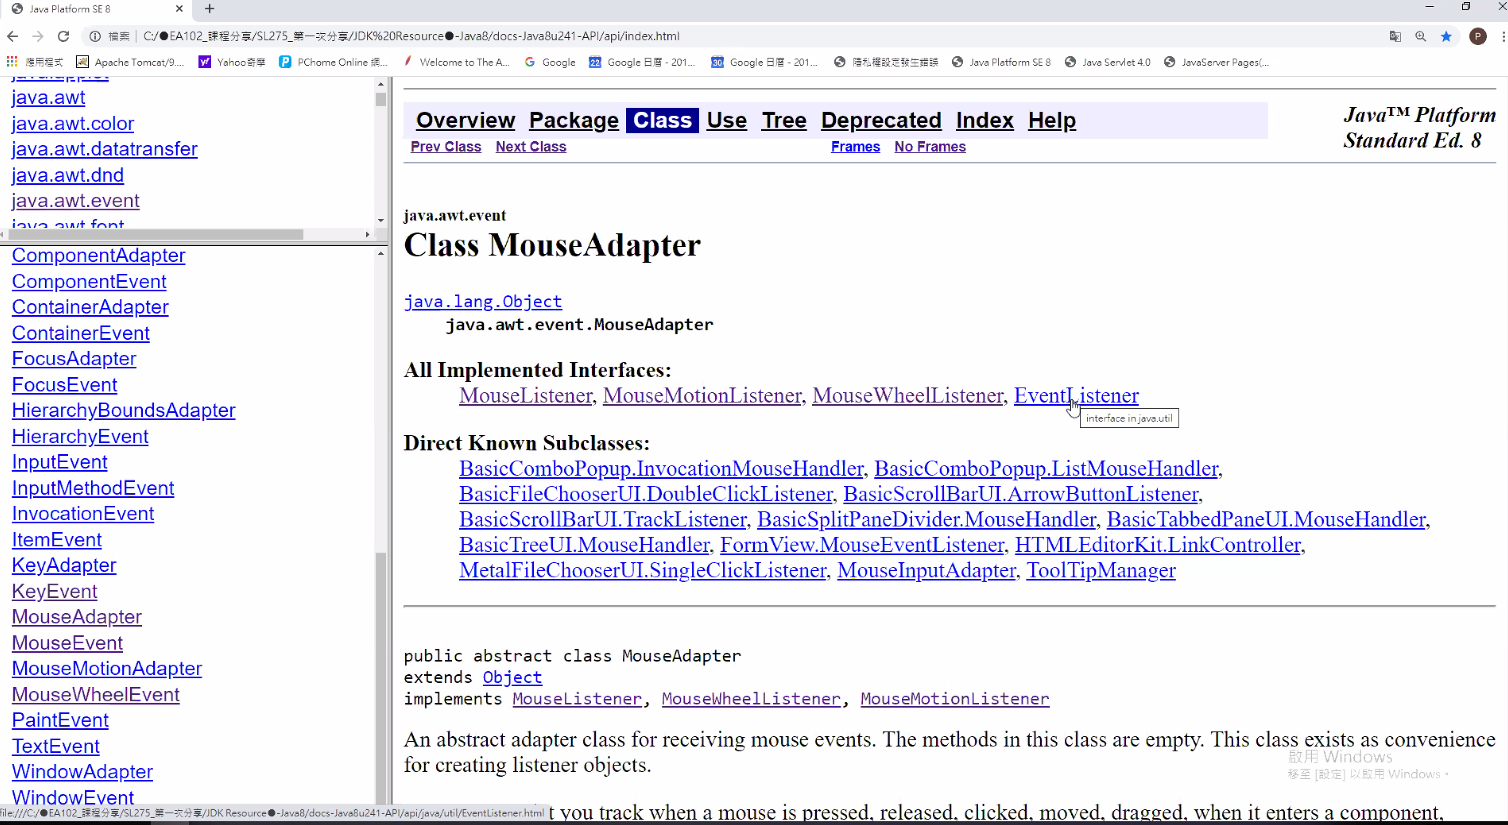 Java Platform SE 8
檔案 | C:/●EA102_課程分享/SL275_第一次分享/JDK%20Resource●-Java8/docs-Java8u241-API/api/index.html
P
應用程式 Apache Tomcat/9.... Yahoo奇摩 PChome Online 網... Welcome to The A... Google Google 日曆 - 201... Google 日曆 - 201... 隱私權設定發生錯誤 Java Platform SE 8 Java Servlet 4.0 JavaServer Pages(...
java.applet
java.awt
java.awt.color
java.awt.datatransfer
java.awt.dnd
java.awt.event
java.awt.font
ComponentAdapter
ComponentEvent
ContainerAdapter
ContainerEvent
FocusAdapter
FocusEvent
HierarchyBoundsAdapter
HierarchyEvent
InputEvent
InputMethodEvent
InvocationEvent
ItemEvent
KeyAdapter
KeyEvent
MouseAdapter
MouseEvent
MouseMotionAdapter
MouseWheelEvent
PaintEvent
TextEvent
WindowAdapter
WindowEvent
Overview Package Class Use Tree Deprecated Index Help
Java™ Platform
Standard Ed. 8
Prev Class Next Class Frames No Frames
java.awt.event
Class MouseAdapter
java.lang.Object
java.awt.event.MouseAdapter
All Implemented Interfaces:
MouseListener, MouseMotionListener, MouseWheelListener, EventListener
interface in java.util
Direct Known Subclasses:
BasicComboPopup.InvocationMouseHandler, BasicComboPopup.ListMouseHandler,
BasicFileChooserUI.DoubleClickListener, BasicScrollBarUI.ArrowButtonListener,
BasicScrollBarUI.TrackListener, BasicSplitPaneDivider.MouseHandler, BasicTabbedPaneUI.MouseHandler,
BasicTreeUI.MouseHandler, FormView.MouseEventListener, HTMLEditorKit.LinkController,
MetalFileChooserUI.SingleClickListener, MouseInputAdapter, ToolTipManager
public abstract class MouseAdapter
extends Object
implements MouseListener, MouseWheelListener, MouseMotionListener
An abstract adapter class for receiving mouse events. The methods in this class are empty. This class exists as convenience
for creating listener objects.
啟用 Windows
移至 [設定] 以啟用 Windows。
t you track when a mouse is pressed, released, clicked, moved, dragged, when it enters a component,
file:///C:/●EA102_課程分享/SL275_第一次分享/JDK Resource●-Java8/docs-Java8u241-API/api/java/util/EventListener.html